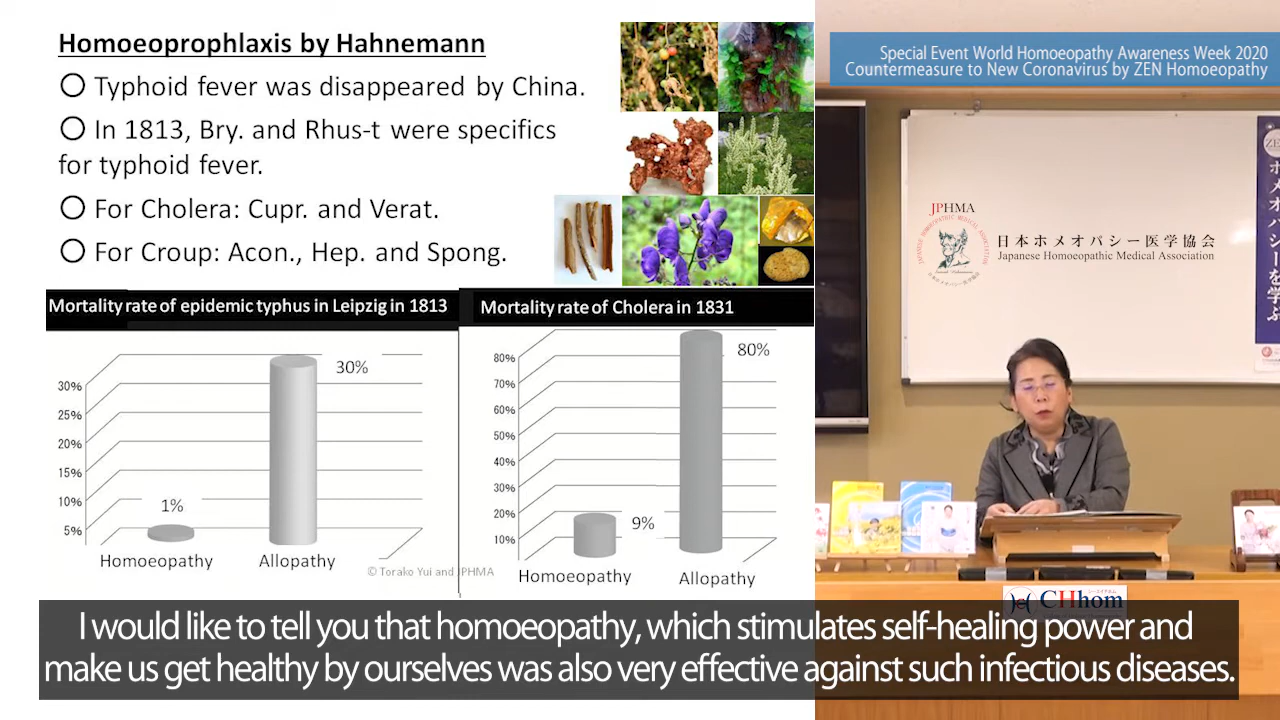 Homoeoprophlaxis by Hahnemann
○ Typhoid fever was disappeared by China.
○ In 1813, Bry. and Rhus-t were specifics
for typhoid fever.
○ For Cholera: Cupr. and Verat.
○ For Croup: Acon., Hep. and Spong.
Mortality rate of epidemic typhus in Leipzig in 1813
30%
25%
20%
15%
10%
5%
1%
30%
Homoeopathy
Allopathy
© Torako Yui and JPHMA
Mortality rate of Cholera in 1831
80%
70%
60%
50%
40%
30%
20%
10%
9%
80%
Homoeopathy
Allopathy
Special Event World Homoeopathy Awareness Week 2020
Countermeasure to New Coronavirus by ZEN Homoeopathy
JPHMA
日本ホメオパシー医学協会
Japanese Homoeopathic Medical Association
ホメオパシーを学ぶ
CHhom
I would like to tell you that homoeopathy, which stimulates self-healing power and
make us get healthy by ourselves was also very effective against such infectious diseases.